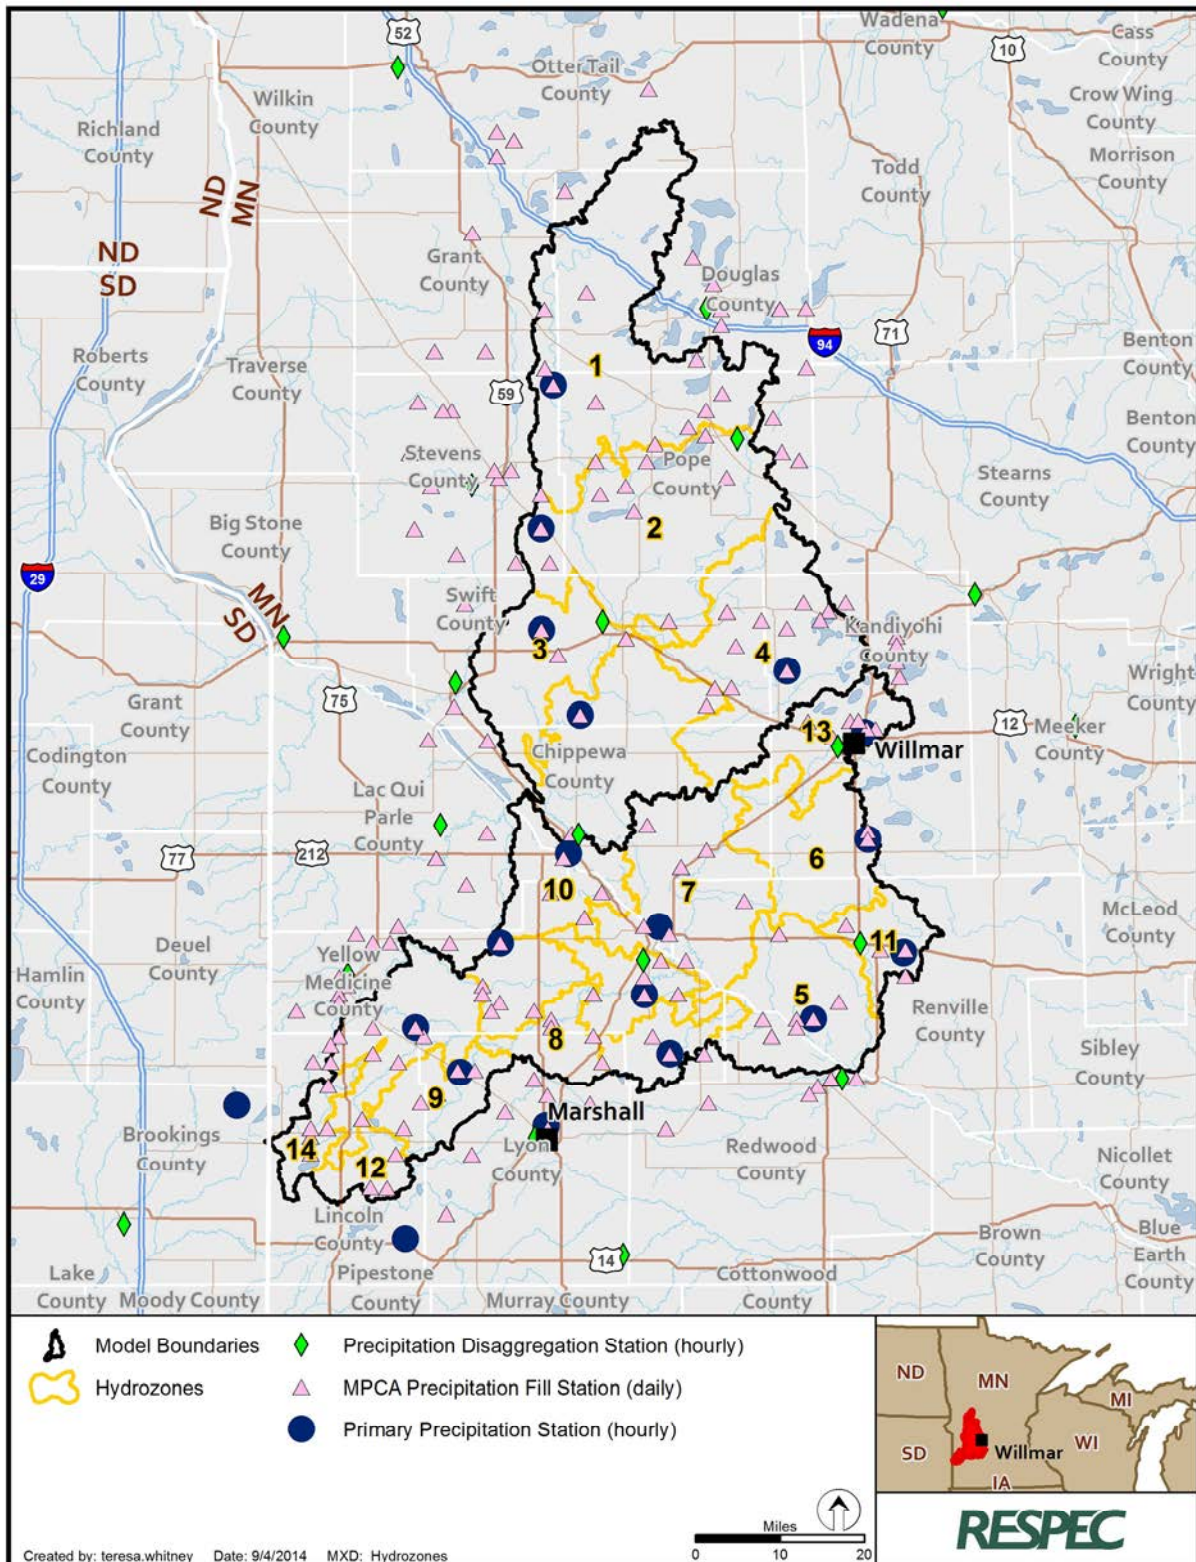 52
Wadena
County
10
Cass
County
Otter Tail
County
Wilkin
County
Crow Wing
County
Richland
County
Morrison
County
Todd
County
ND
MN
ND
SD
Grant
County
Douglas
County
94
71
Roberts
County
Traverse
County
1
59
Benton
County
Benton
County
Stevens
County
Pope
County
Stearns
County
Big Stone
County
2
29
MN
SD
Swift
County
Kandiyohi
County
3
4
Wright
County
Grant
County
75
12
Meeker
County
13
Willmar
Codington
County
Chippewa
County
Lac Qui
Parle
County
77
212
6
10
7
McLeod
County
Deuel
County
11
Hamlin
County
Yellow
Medicine
County
5
Renville
County
8
Sibley
County
9
Marshall
Brookings
County
14
12
Lyon
County
Redwood
County
Nicollet
County
Lincoln
County
Brown
County
Blue
Earth
County
14
Lake
County
Moody County
Pipestone
County
Murray County
Cottonwood
County
Model Boundaries
Hydrozones
Precipitation Disaggregation Station (hourly)
MPCA Precipitation Fill Station (daily)
Primary Precipitation Station (hourly)
ND
MN
MI
SD
WI
Willmar
IA
Miles
0 10 20
RESPEC
Created by: teresa.whitney Date: 9/4/2014 MXD: Hydrozones